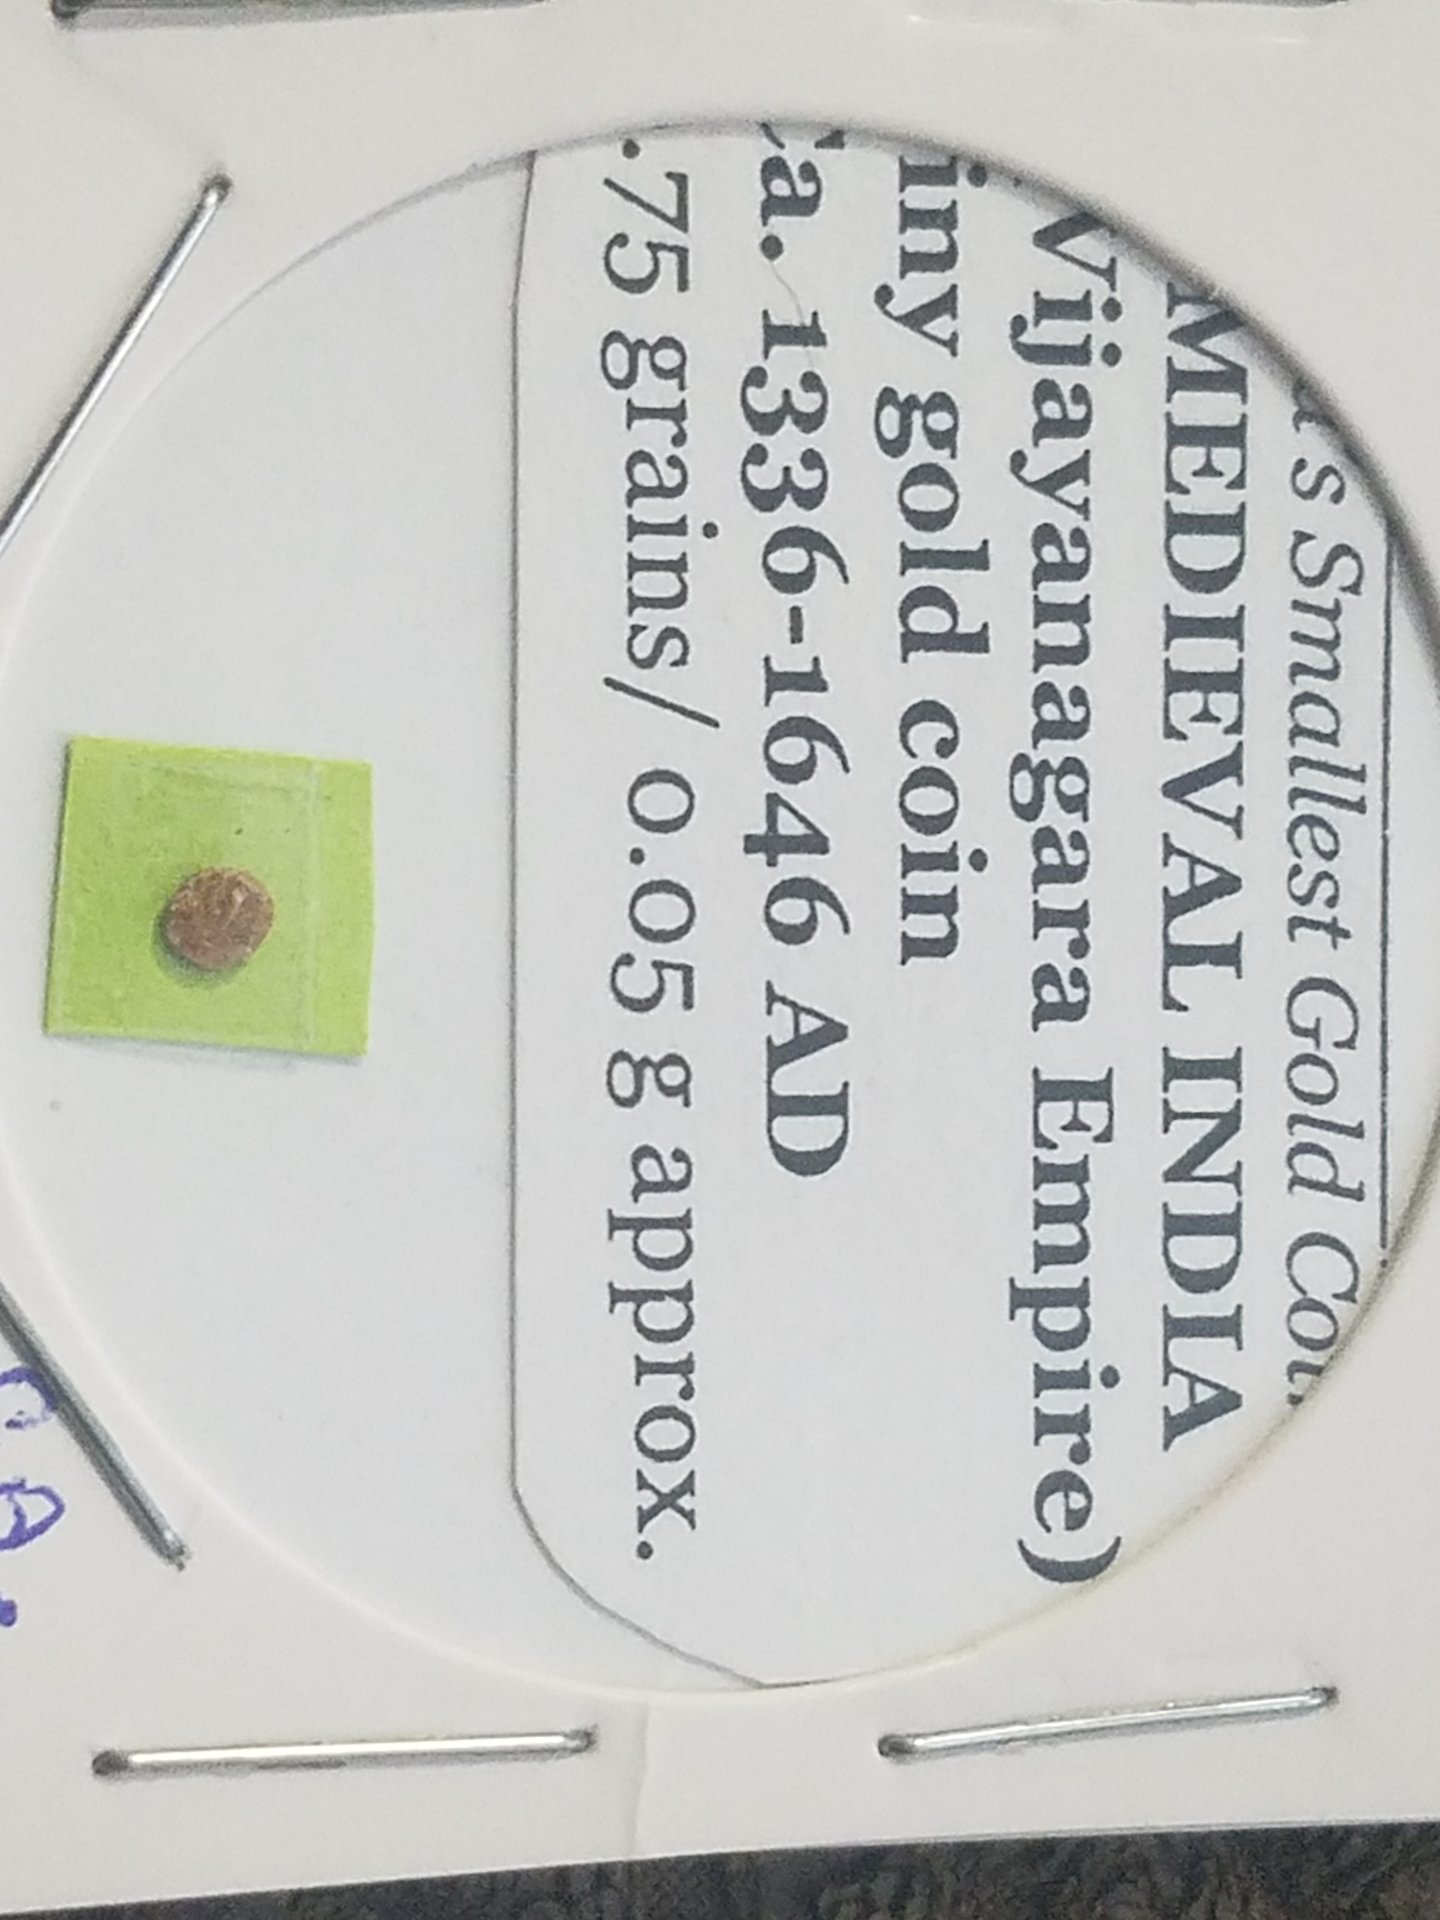 's Smallest Gold Co
MEDIEVAL INDIA
Vijayanagara Empire)
iny gold coin
a. 1336-1646 AD
.75 grains/ 0.05 g approx.